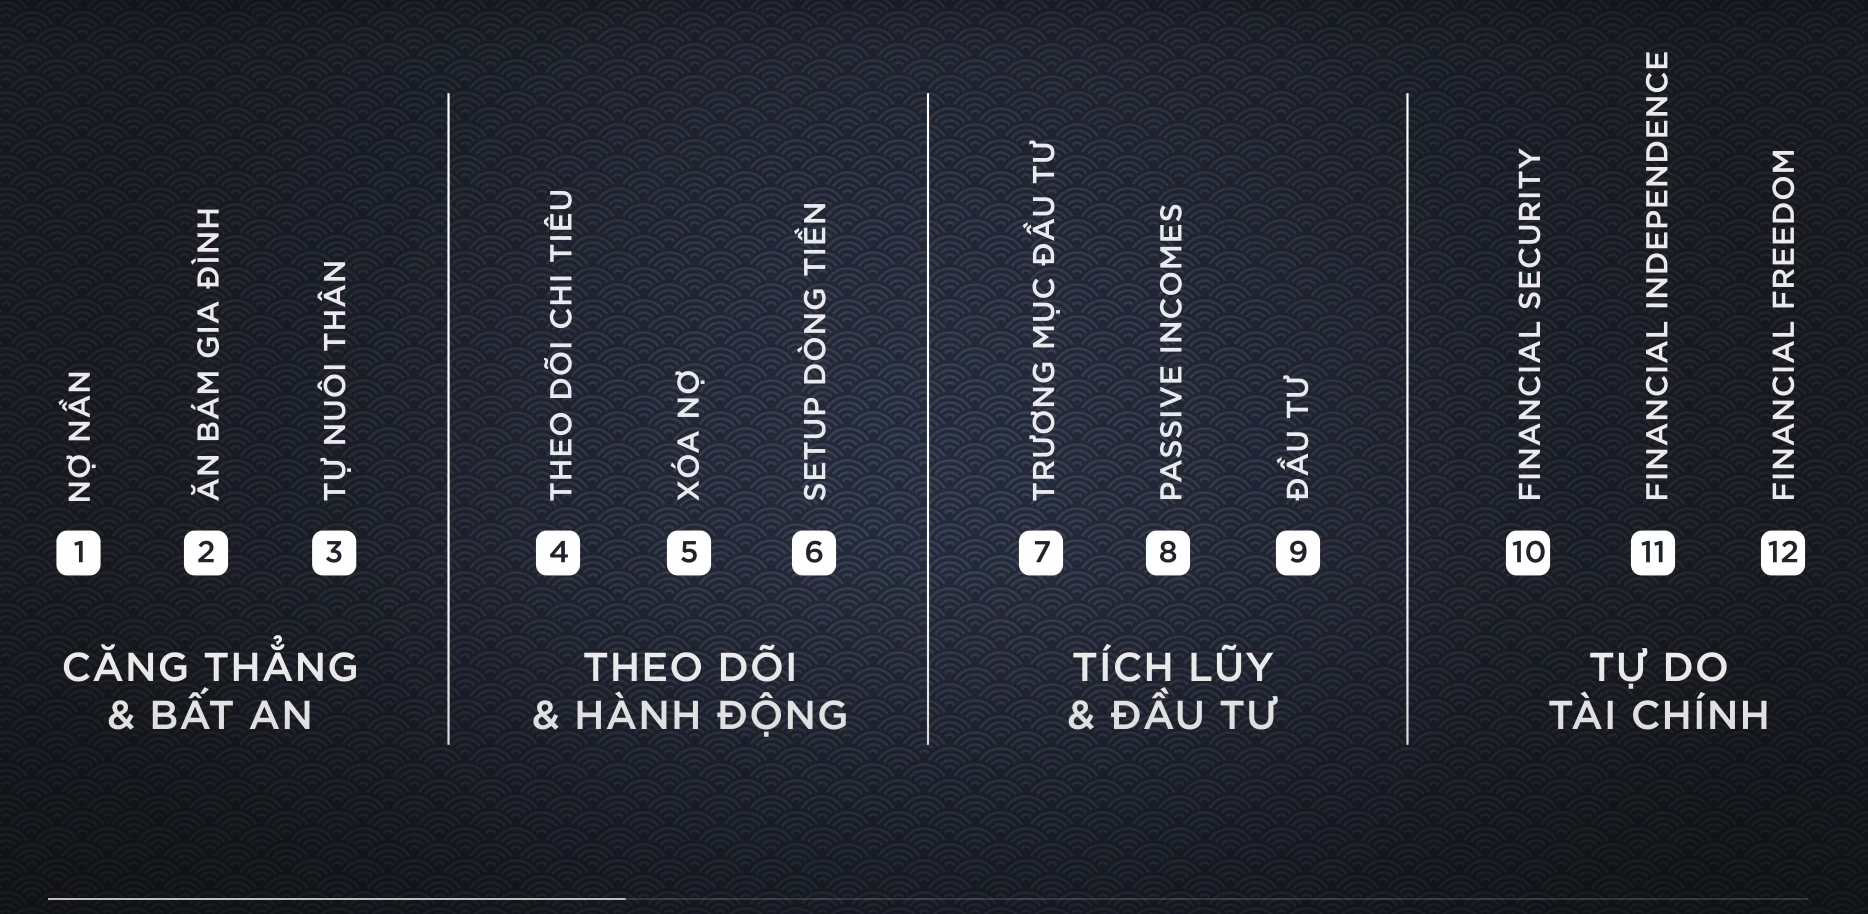 NỢ NẦN
1
ĂN BÁM GIA ĐÌNH
2
TỰ NUÔI THÂN
3
CĂNG THẲNG
& BẤT AN
THEO DÕI CHI TIÊU
4
XÓA NỢ
5
SETUP DÒNG TIỀN
6
THEO DÕI
& HÀNH ĐỘNG
TRƯƠNG MỤC ĐẦU TƯ
7
PASSIVE INCOMES
8
ĐẦU TƯ
9
TÍCH LŨY
& ĐẦU TƯ
FINANCIAL SECURITY
10
FINANCIAL INDEPENDENCE
11
FINANCIAL FREEDOM
12
TỰ DO
TÀI CHÍNH